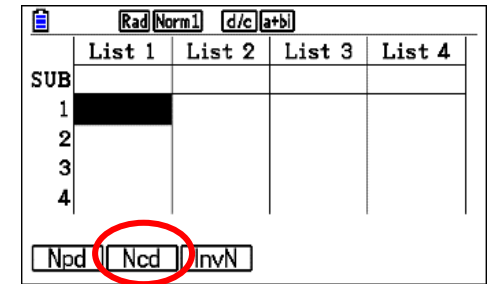 Rad Norm1 d/c a+bi
List 1 List 2 List 3 List 4
SUB
1
2
3
4
Npd Ncd InvN